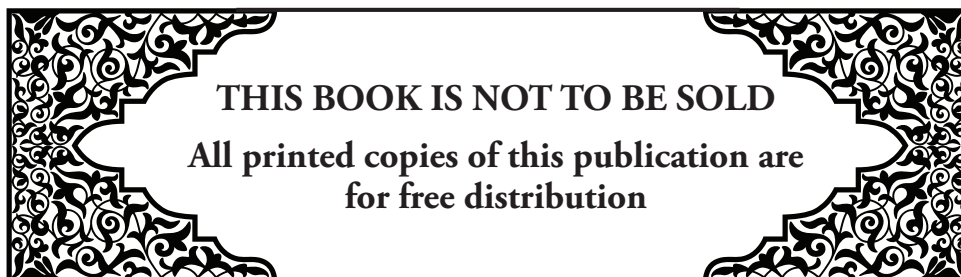 THIS BOOK IS NOT TO BE SOLD
All printed copies of this publication are
for free distribution